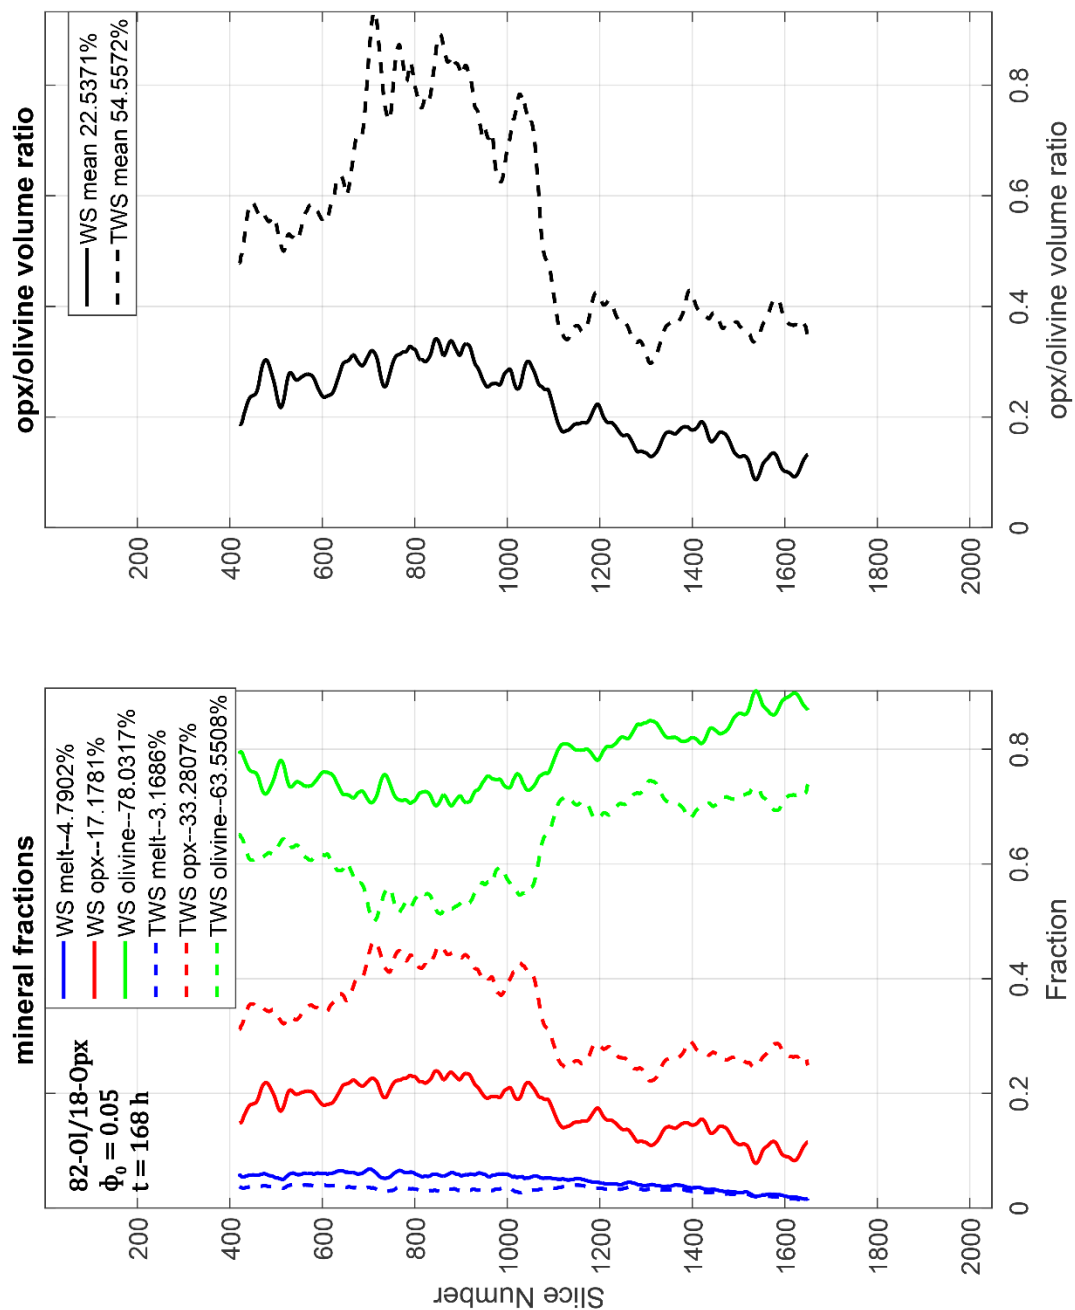 mineral fractions
WS melt--4.7902%
WS opx--17.1781%
WS olivine--78.0317%
TWS melt--3.1686%
TWS opx--33.2807%
TWS olivine--63.5508%
82-Ol/18-Opx
ϕ₀ = 0.05
t = 168 h
0
0.2
0.4
0.6
0.8
Fraction
200
400
600
800
1000
1200
1400
1600
1800
2000
Slice Number
opx/olivine volume ratio
WS mean 22.5371%
TWS mean 54.5572%
0
0.2
0.4
0.6
0.8
opx/olivine volume ratio
200
400
600
800
1000
1200
1400
1600
1800
2000